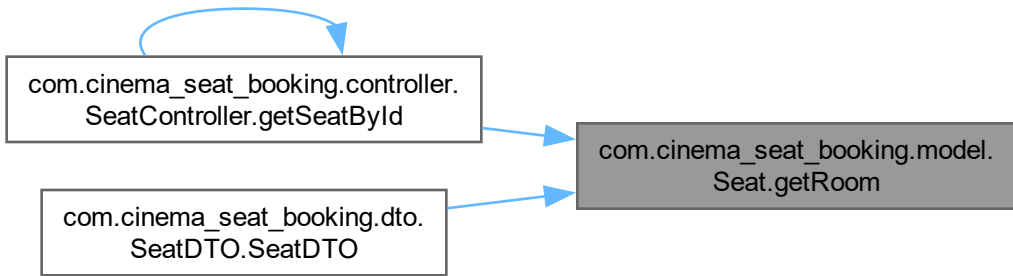 com.cinema_seat_booking.controller.
SeatController.getSeatById
com.cinema_seat_booking.model.
Seat.getRoom
com.cinema_seat_booking.dto.
SeatDTO.SeatDTO